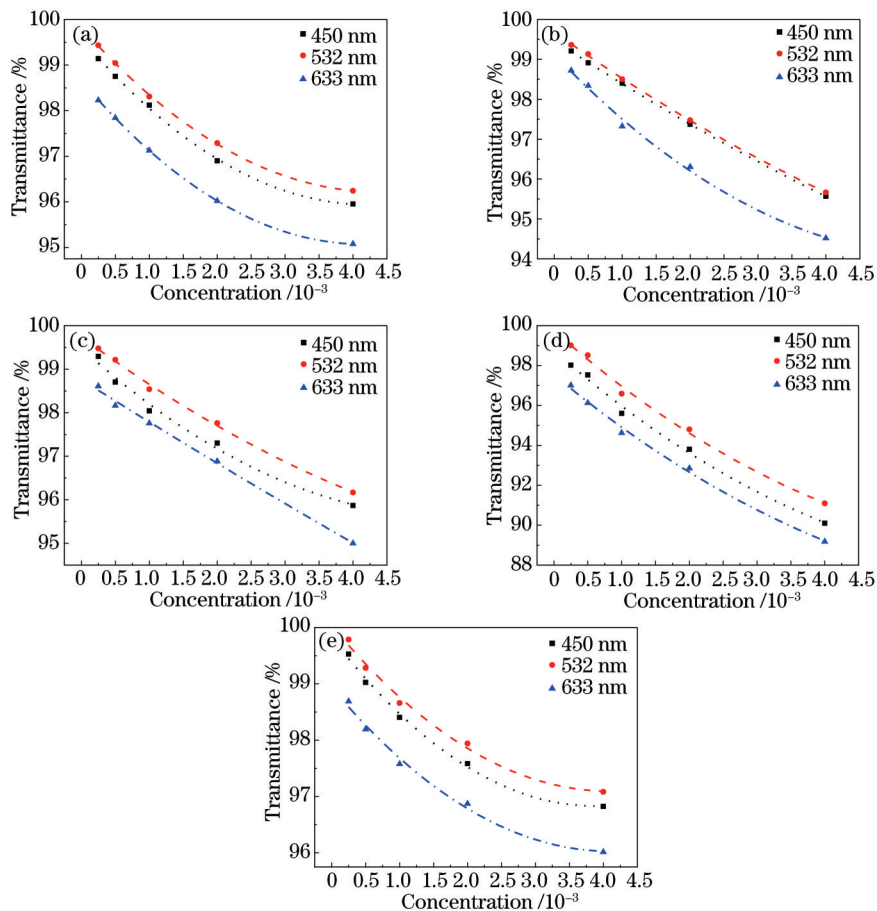 (a)
450 nm
532 nm
633 nm
100
99
98
97
96
95
Transmittance /%
0 0.5 1.0 1.5 2.0 2.5 3.0 3.5 4.0 4.5
Concentration /10⁻³
(b)
450 nm
532 nm
633 nm
100
99
98
97
96
95
94
Transmittance /%
0 0.5 1.0 1.5 2.0 2.5 3.0 3.5 4.0 4.5
Concentration /10⁻³
(c)
450 nm
532 nm
633 nm
100
99
98
97
96
95
Transmittance /%
0 0.5 1.0 1.5 2.0 2.5 3.0 3.5 4.0 4.5
Concentration /10⁻³
(d)
450 nm
532 nm
633 nm
100
98
96
94
92
90
88
Transmittance /%
0 0.5 1.0 1.5 2.0 2.5 3.0 3.5 4.0 4.5
Concentration /10⁻³
(e)
450 nm
532 nm
633 nm
100
99
98
97
96
Transmittance /%
0 0.5 1.0 1.5 2.0 2.5 3.0 3.5 4.0 4.5
Concentration /10⁻³